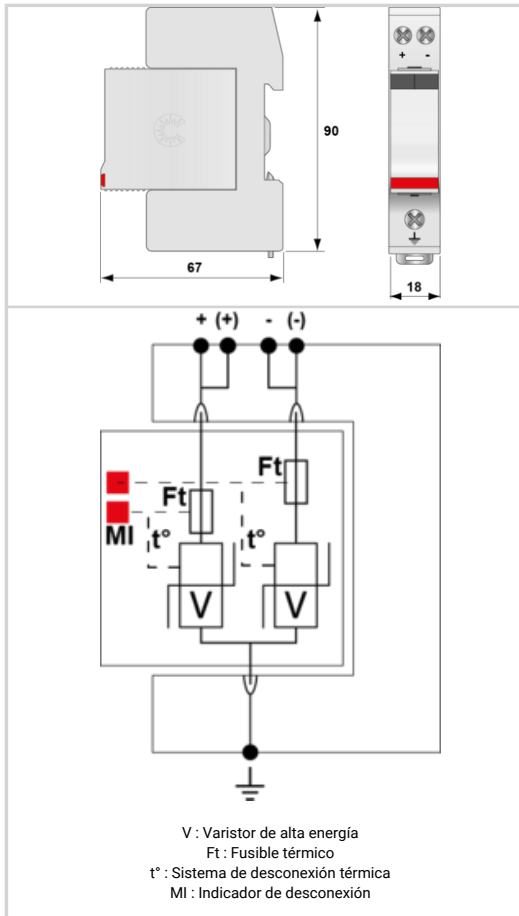 + -
90
67
18
+ (+) - (-)
Ft
-
Ft
MI
t°
t°
V
V
V : Varistor de alta energía
Ft : Fusible térmico
t° : Sistema de desconexión térmica
MI : Indicador de desconexión